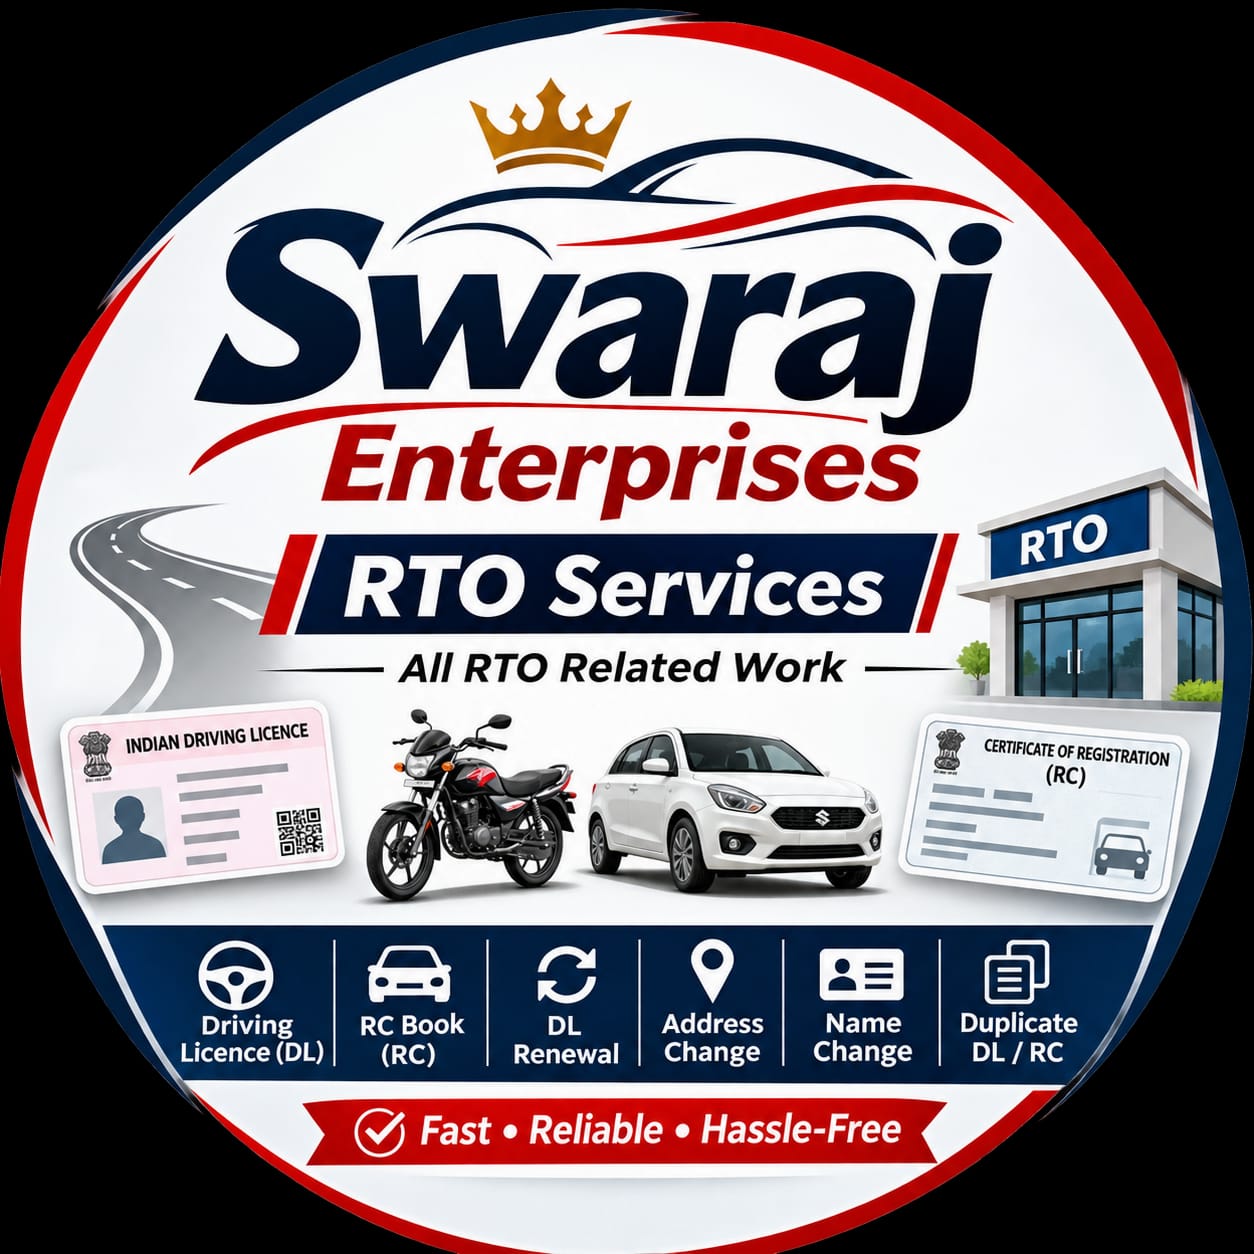 Swaraj
Enterprises
RTO Services
All RTO Related Work
RTO
INDIAN DRIVING LICENCE
CERTIFICATE OF REGISTRATION
(RC)
Driving
Licence (DL)
RC Book
(RC)
DL
Renewal
Address
Change
Name
Change
Duplicate
DL / RC
Fast • Reliable • Hassle-Free